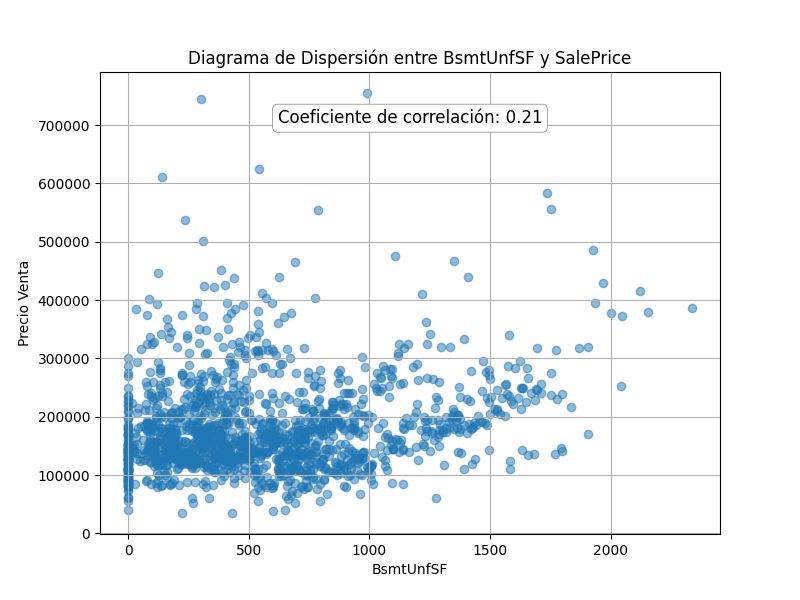 Diagrama de Dispersión entre BsmtUnfSF y SalePrice
Coeficiente de correlación: 0.21
Precio Venta
700000
600000
500000
400000
300000
200000
100000
0
0 500 1000 1500 2000
BsmtUnfSF